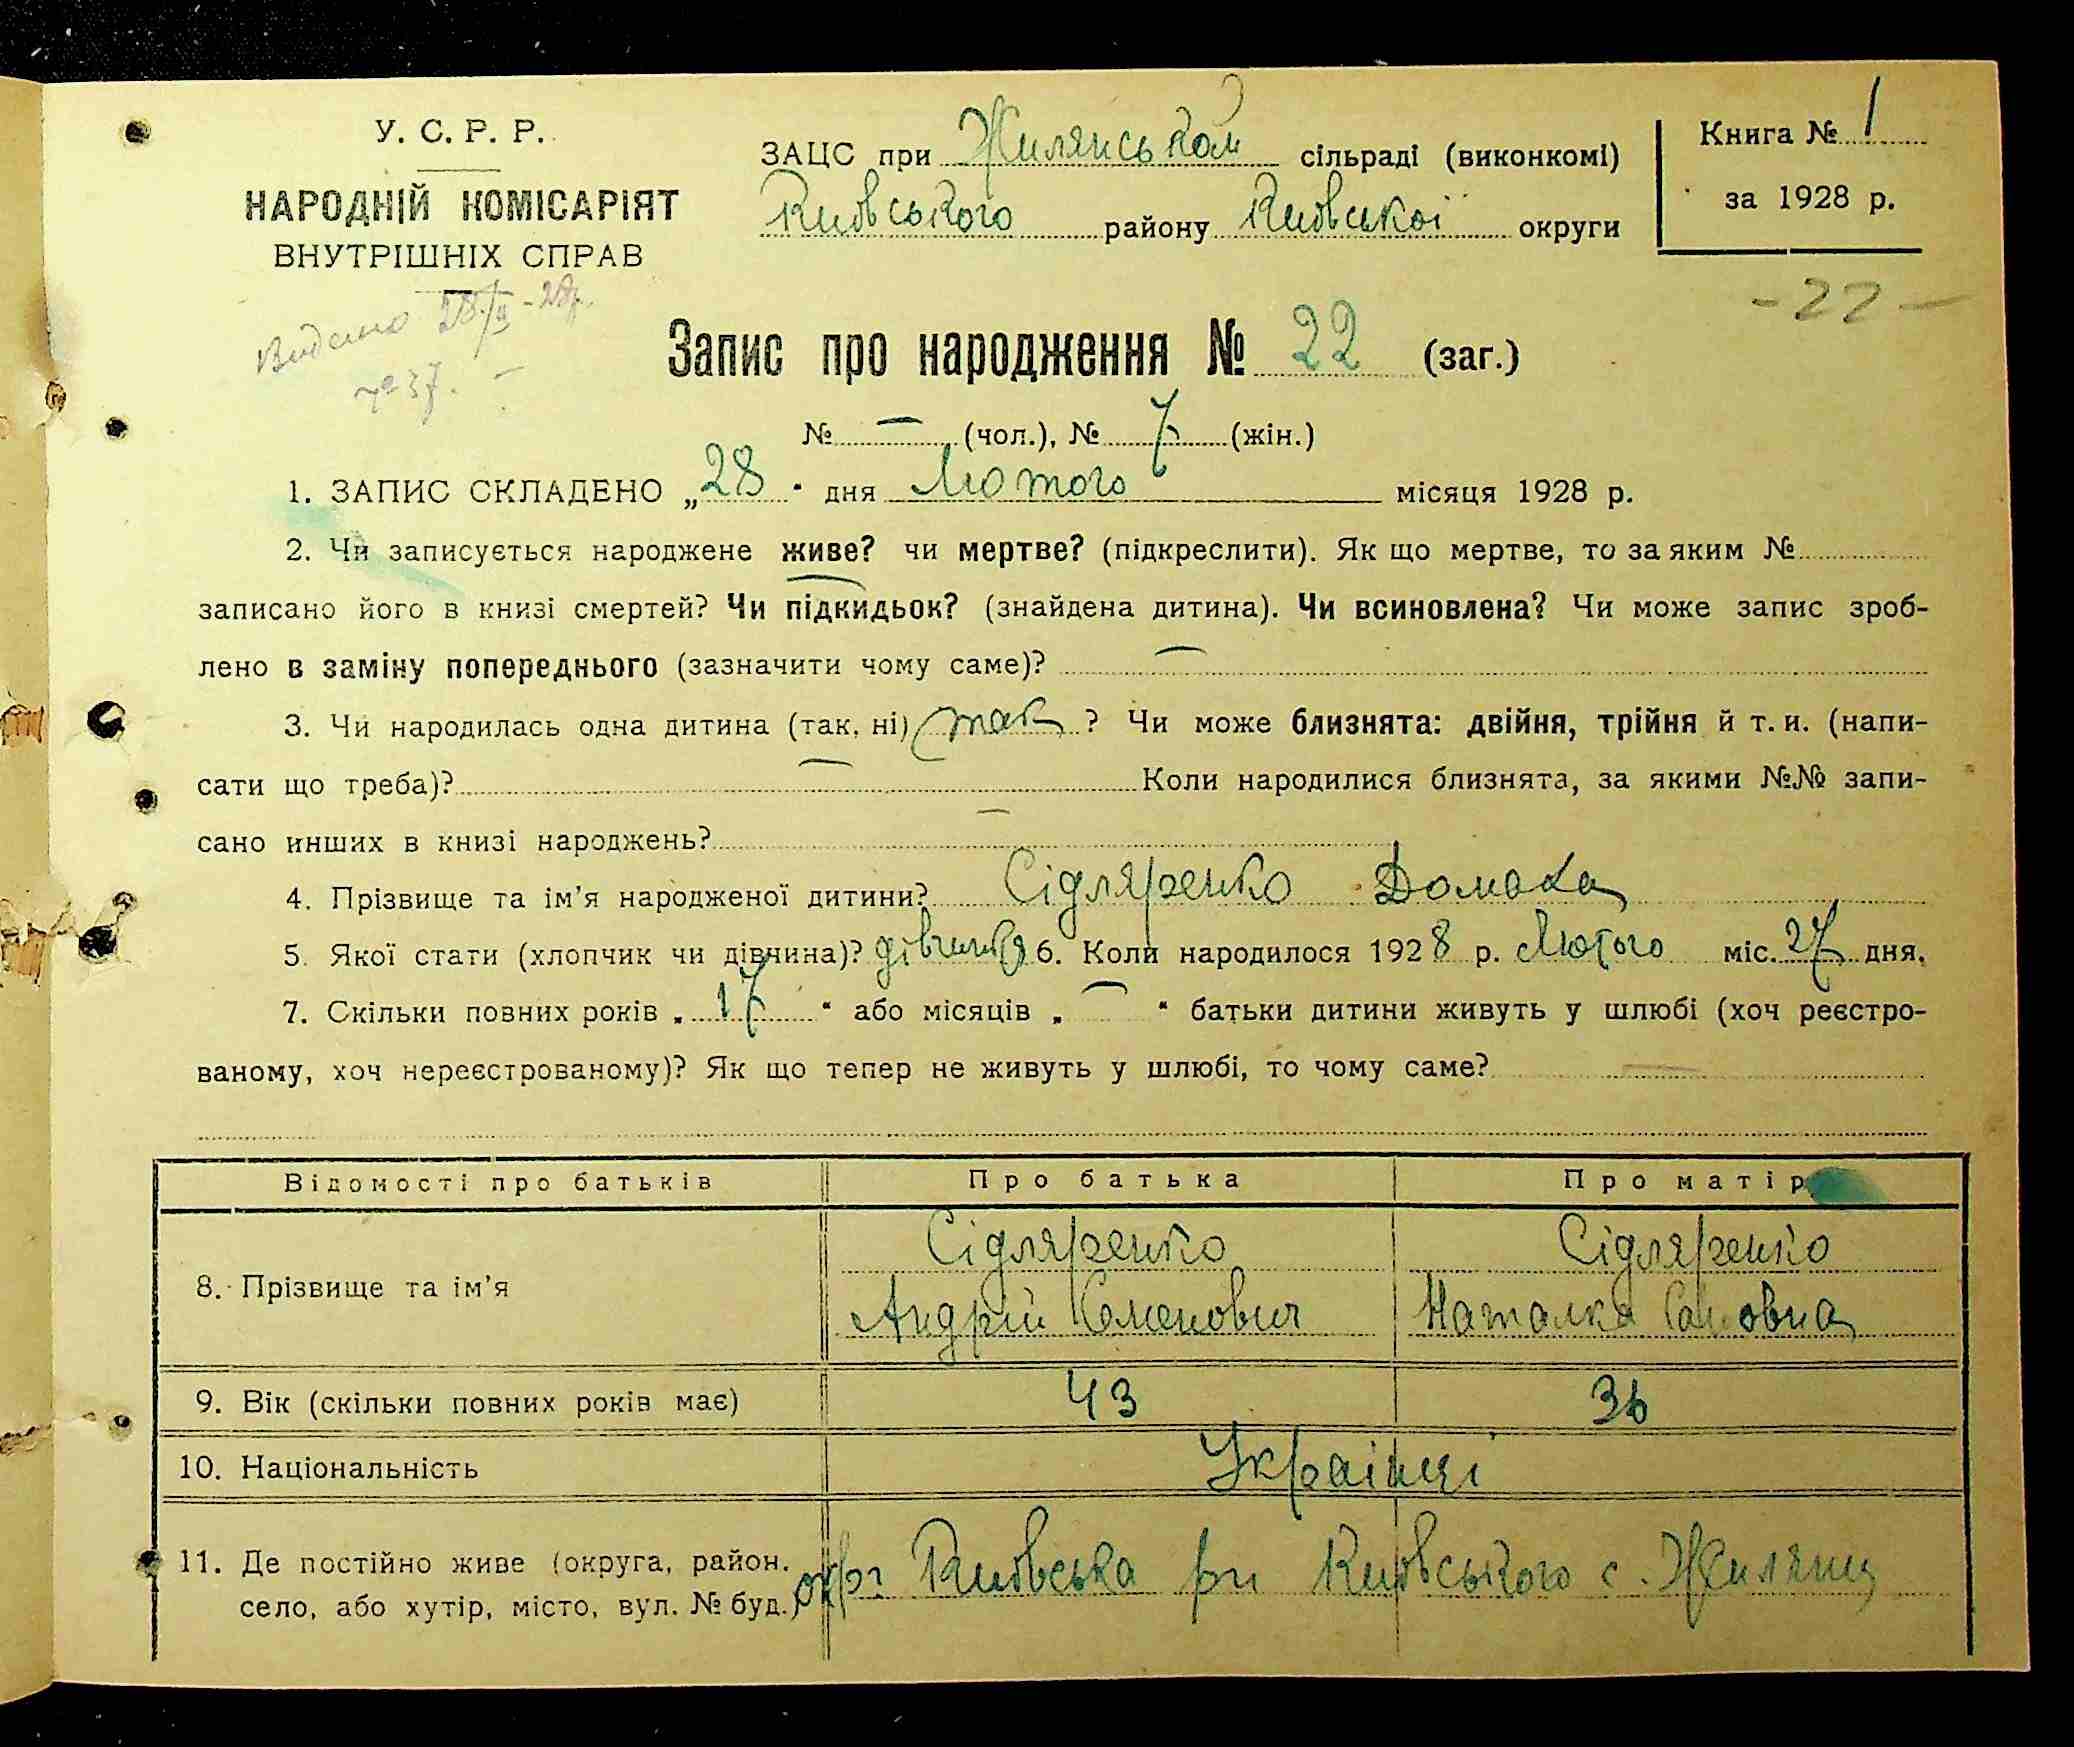 У. С. Р. Р.
НАРОДНІЙ КОМІСАРІЯТ
ВНУТРІШНІХ СПРАВ
Видано 28/II-28р.
№ 37. -
ЗАЦС при Жилянськом сільраді (виконкомі)
Київського району Київської округи
Книга № 1
за 1928 р.
- 22 -
Запис про народження № 22 (заг.)
№ — (чол.), № 7 (жін.)
1. ЗАПИС СКЛАДЕНО „28“ дня Лютого місяця 1928 р.
2. Чи записується народжене живе? чи мертве? (підкреслити). Як що мертве, то за яким №
записано його в книзі смертей? Чи підкидьок? (знайдена дитина). Чи всиновлена? Чи може запис зроб-
лено в заміну попереднього (зазначити чому саме)? —
3. Чи народилась одна дитина (так, ні) так ? Чи може близнята: двійня, трійня й т. и. (напи-
сати що треба)? — Коли народилися близнята, за якими №№ запи-
сано инших в книзі народжень? —
4. Прізвище та ім'я народженої дитини? Сідляренко Домаха
5. Якої стати (хлопчик чи дівчина)? дівчинка 6. Коли народилося 1928 р. Лютого міс. 27 дня.
7. Скільки повних років „17“ або місяців „—“ батьки дитини живуть у шлюбі (хоч реєстро-
ваному, хоч нереєстрованому)? Як що тепер не живуть у шлюбі, то чому саме? —
Відомості про батьків Про батька Про матір
8. Прізвище та ім'я Сідляренко Сідляренко
Андрій Семенович Наталка
9. Вік (скільки повних років має) 43 36
10. Національність Українці
11. Де постійно живе (округа, район, окр. Київська рн Київського с. Жиляни
село, або хутір, місто, вул. № буд.)